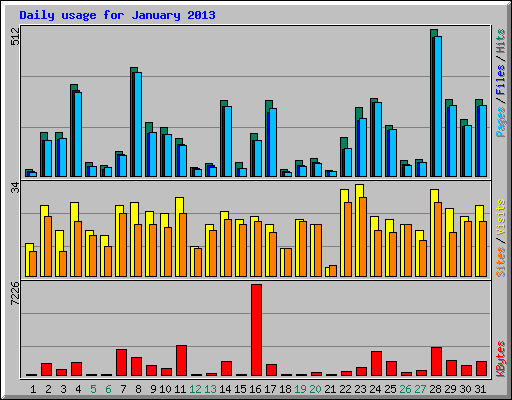 Daily usage for January 2013
512
Pages / Files / Hits
34
Sites / Visits
7226
KBytes
1 2 3 4 5 6 7 8 9 10 11 12 13 14 15 16 17 18 19 20 21 22 23 24 25 26 27 28 29 30 31